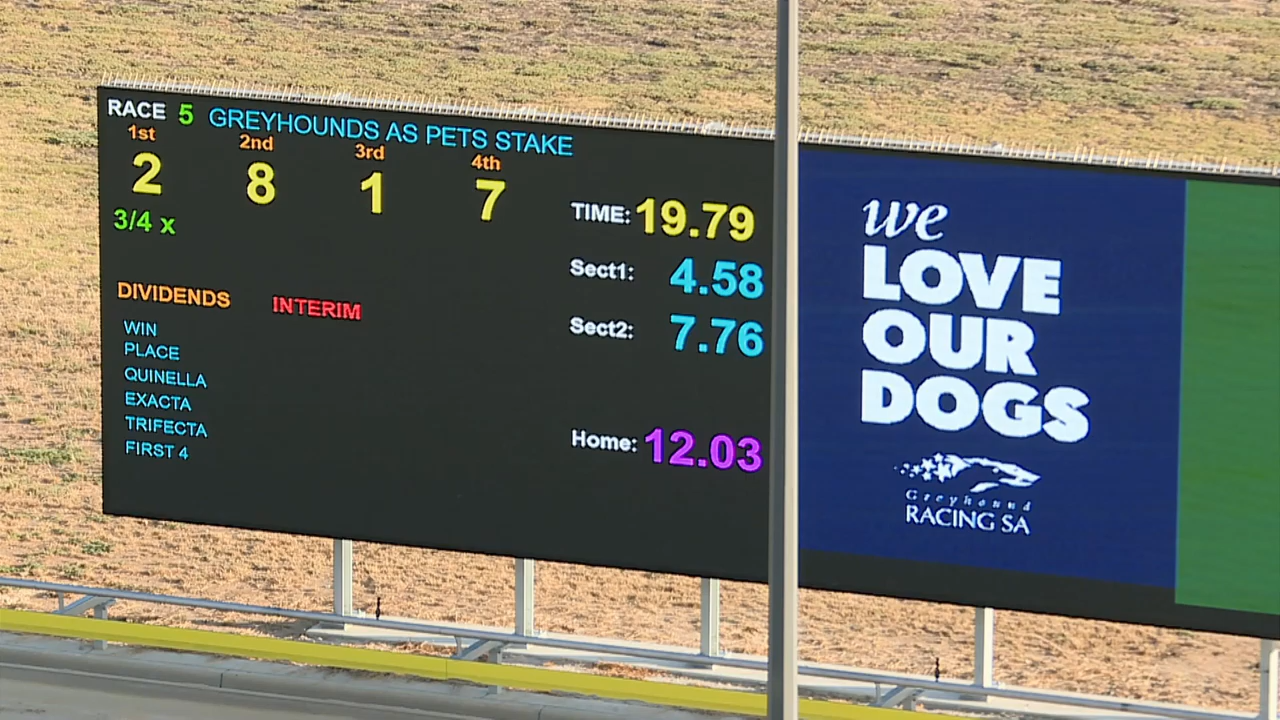 RACE 5 GREYHOUNDS AS PETS STAKE
1st 2nd 3rd 4th
2 8 1 7
3/4 x
TIME: 19.79
Sect1: 4.58
DIVIDENDS INTERIM
Sect2: 7.76
WIN
PLACE
QUINELLA
EXACTA
TRIFECTA
FIRST 4
Home: 12.03
we
LOVE
OUR
DOGS
Greyhound
RACING SA